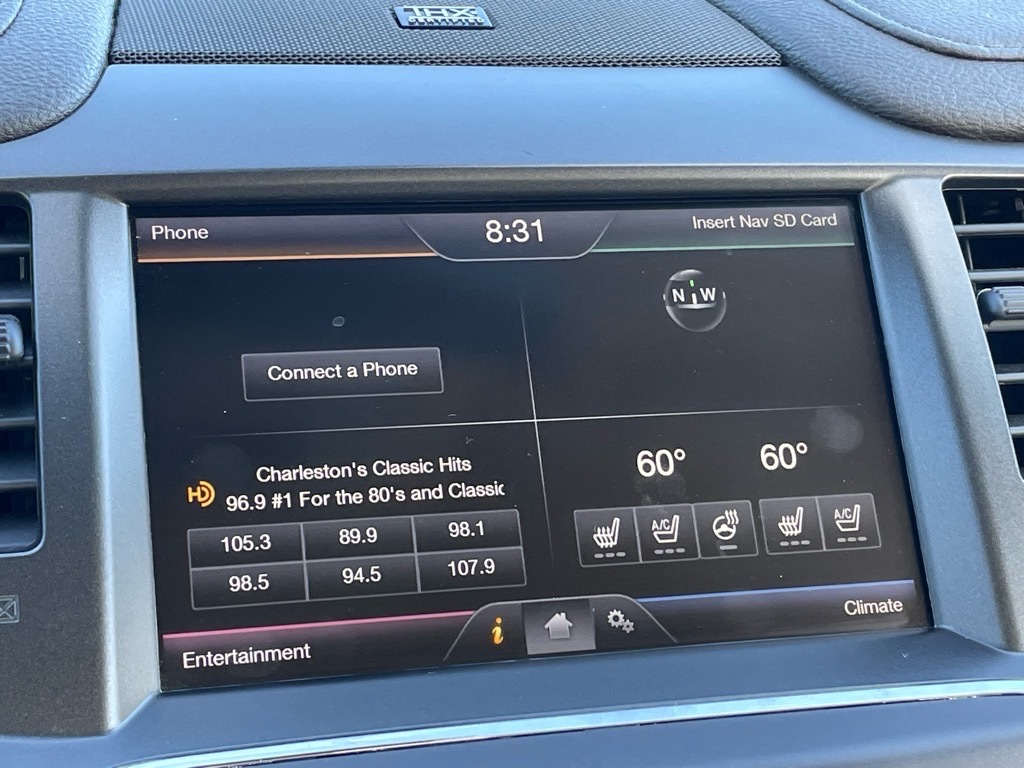 THX
CERTIFIED
Phone
8:31
Insert Nav SD Card
N W
Connect a Phone
Charleston's Classic Hits
HD
96.9 #1 For the 80's and Classic
105.3 89.9 98.1
98.5 94.5 107.9
60° 60°
A/C A/C
i
Entertainment
Climate